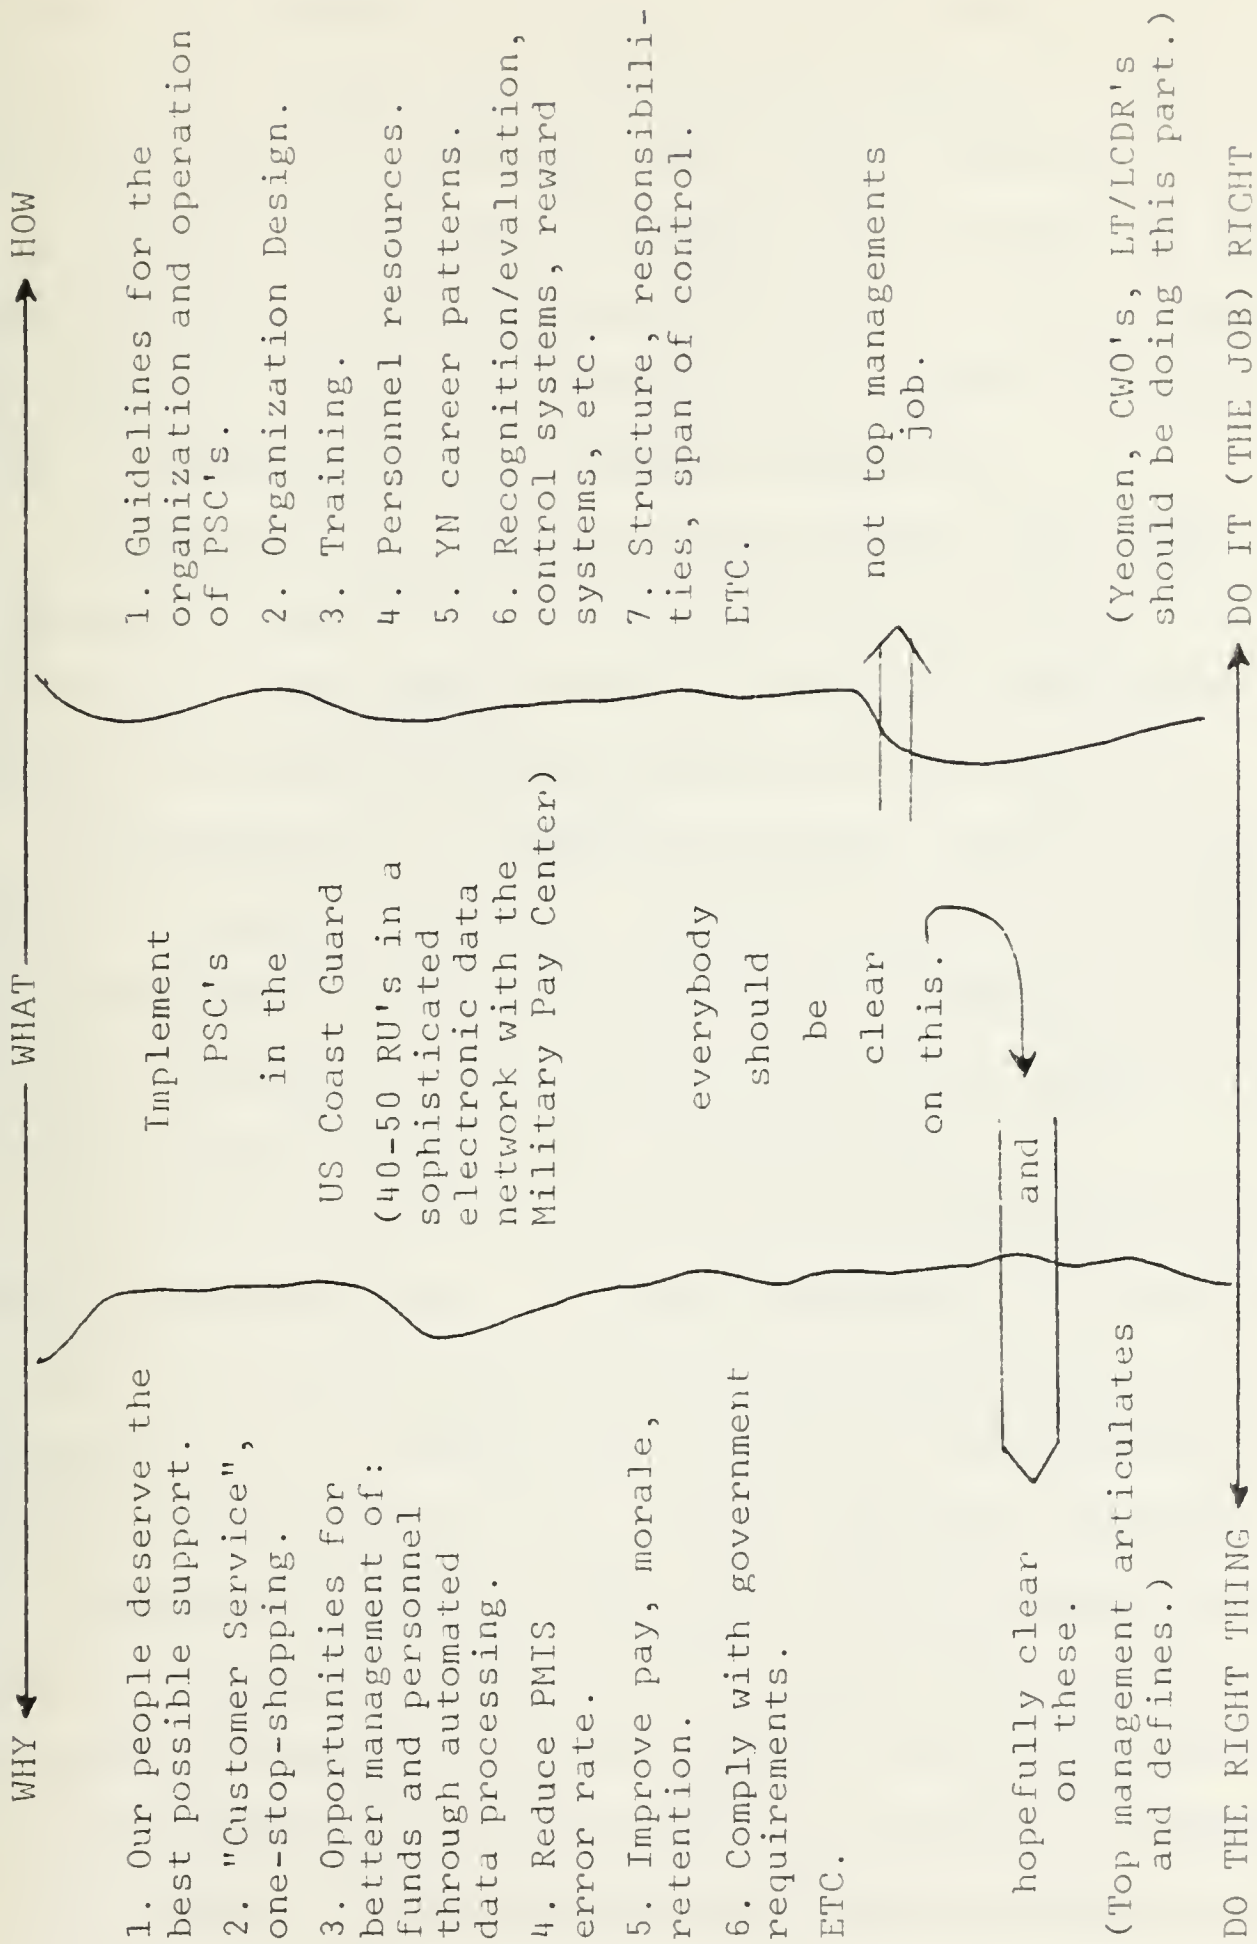 WHY WHAT HOW
1. Our people deserve the
best possible support.
2. "Customer Service",
one-stop-shopping.
3. Opportunities for
better management of:
funds and personnel
through automated
data processing.
4. Reduce PMIS
error rate.
5. Improve pay, morale,
retention.
6. Comply with government
requirements.
ETC.
hopefully clear
on these.
(Top management articulates
and defines.)
Implement
PSC's
in the
US Coast Guard
(40-50 RU's in a
sophisticated
electronic data
network with the
Military Pay Center)
everybody
should
be
clear
on this.
and
1. Guidelines for the
organization and operation
of PSC's.
2. Organization Design.
3. Training.
4. Personnel resources.
5. YN career patterns.
6. Recognition/evaluation,
control systems, reward
systems, etc.
7. Structure, responsibili-
ties, span of control.
ETC.
not top managements
job.
(Yeomen, CWO's, LT/LCDR's
should be doing this part.)
DO THE RIGHT THING DO IT (THE JOB) RIGHT